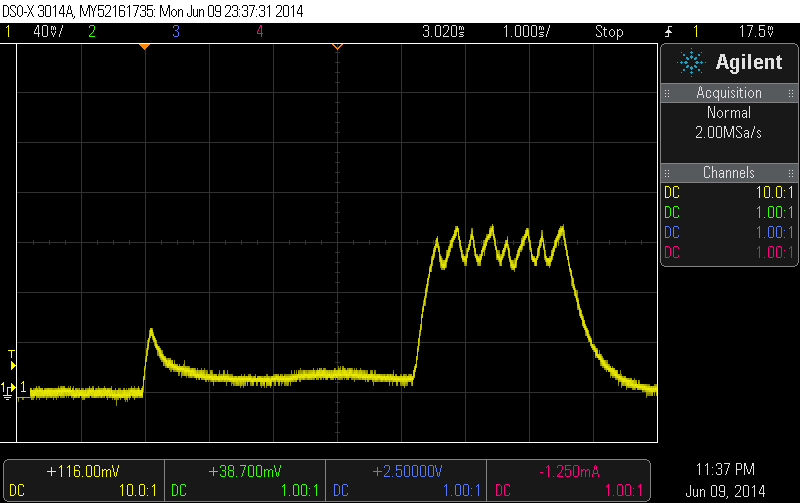 DSO-X 3014A, MY52161735: Mon Jun 09 23:37:31 2014
1 40mV/ 2 3 4 3.020s 1.000s/ Stop 1 17.5V
Agilent
Acquisition
Normal
2.00MSa/s
Channels
DC 10.0:1
DC 1.00:1
DC 1.00:1
DC 1.00:1
T
1 1
+116.00mV +38.700mV +2.50000V -1.250mA
DC 10.0:1 DC 1.00:1 DC 1.00:1 DC 1.00:1
11:37 PM
Jun 09, 2014